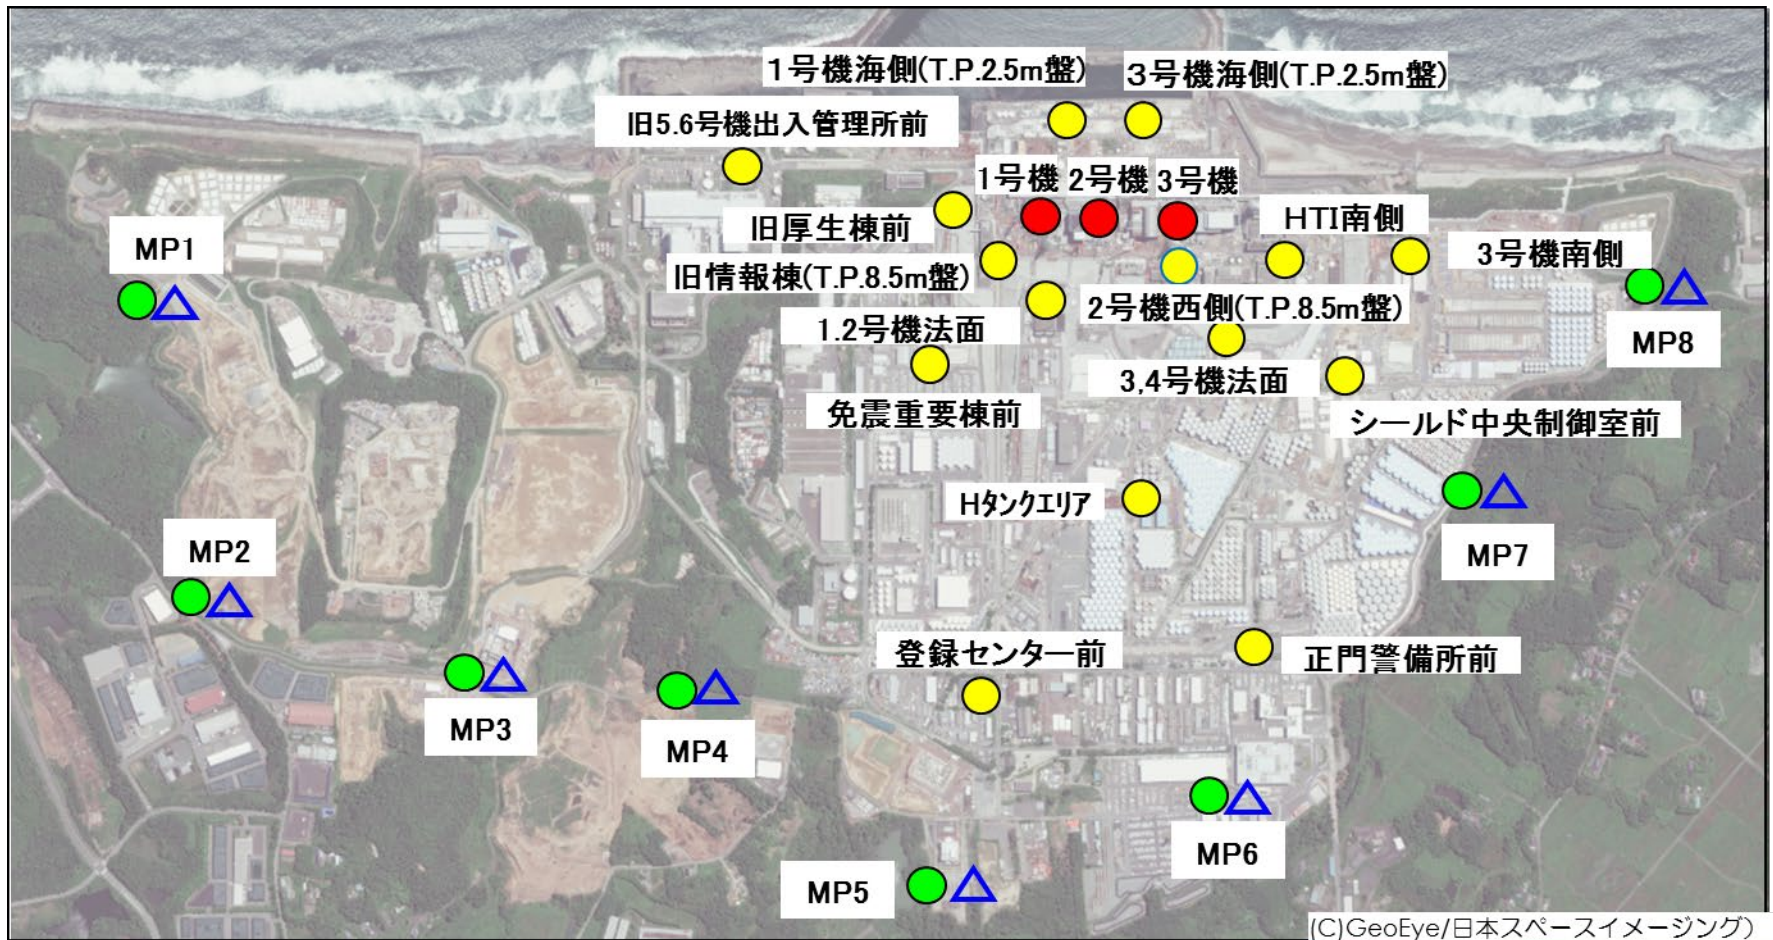 1号機海側(T.P.2.5m盤)
3号機海側(T.P.2.5m盤)
旧5.6号機出入管理所前
1号機
2号機
3号機
旧厚生棟前
HTI南側
MP1
3号機南側
旧情報棟(T.P.8.5m盤)
2号機西側(T.P.8.5m盤)
1.2号機法面
MP8
3,4号機法面
免震重要棟前
シールド中央制御室前
Hタンクエリア
MP2
MP7
登録センター前
正門警備所前
MP3
MP4
MP6
MP5
(C)GeoEye/日本スペースイメージング)